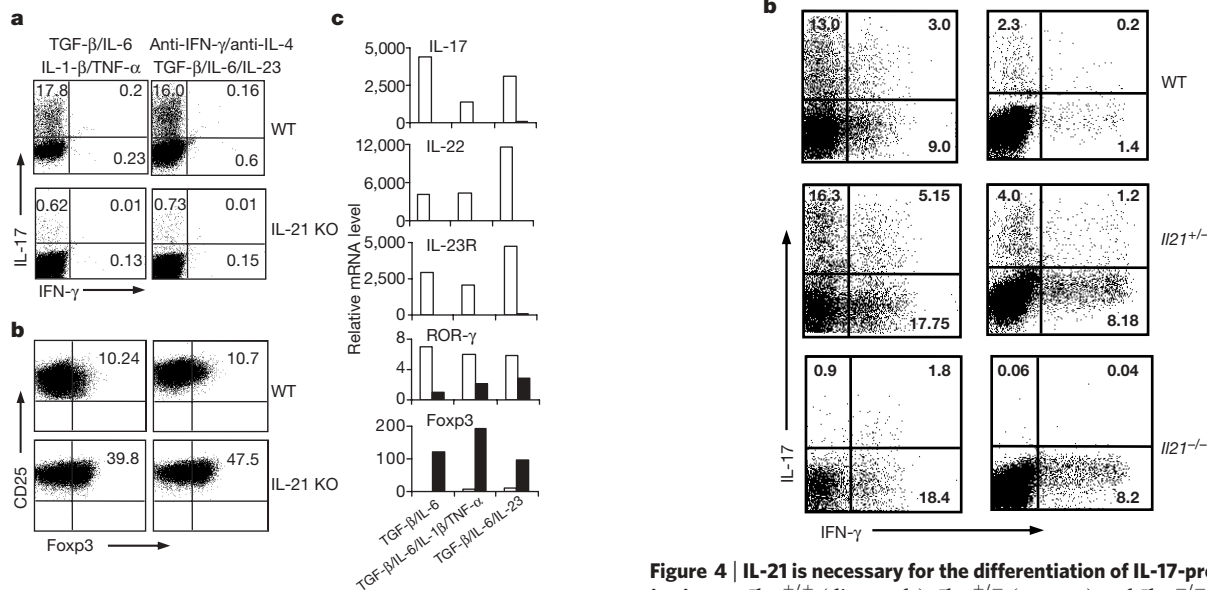 a
TGF-β/IL-6
IL-1-β/TNF-α
Anti-IFN-γ/anti-IL-4
TGF-β/IL-6/IL-23
17.8
0.2
0.23
16.0
0.16
0.6
WT
0.62
0.01
0.13
0.73
0.01
0.15
IL-21 KO
IL-17
IFN-γ
b
10.24
10.7
WT
39.8
47.5
IL-21 KO
CD25
Foxp3
c
Relative mRNA level
IL-17
5,000
2,500
0
IL-22
12,000
6,000
0
IL-23R
5,000
2,500
0
ROR-γ
8
4
0
Foxp3
200
100
0
TGF-β/IL-6
TGF-β/IL-6/IL-1β/TNF-α
TGF-β/IL-6/IL-23
b
13.0
3.0
9.0
2.3
0.2
1.4
WT
16.3
5.15
17.75
4.0
1.2
8.18
Il21+/–
0.9
1.8
18.4
0.06
0.04
8.2
Il21–/–
IL-17
IFN-γ
Figure 4 | IL-21 is necessary for the differentiation of IL-17-pro